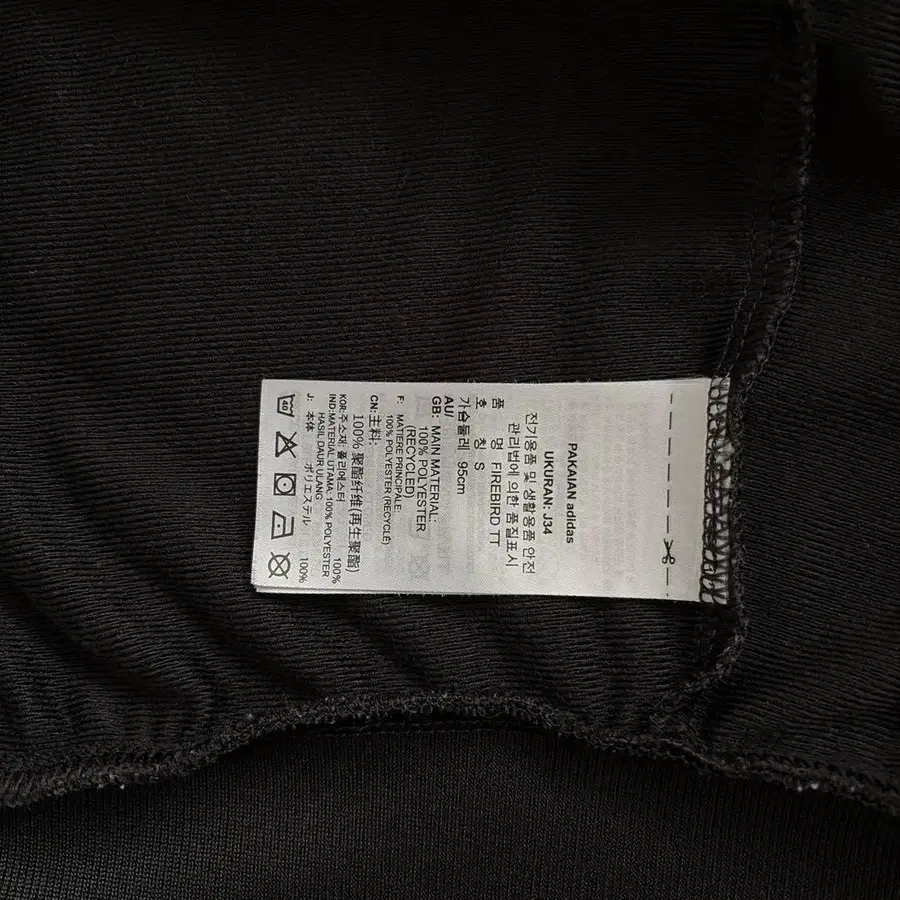 PAKAIAN adidas
UKURAN: J34
전기용품 및 생활용품 안전
관리법에 의한 품질표시
품 명 FIREBIRD TT
호 칭 S
가슴둘레 95cm
AU/
GB: MAIN MATERIAL:
100% POLYESTER
(RECYCLED)
F: MATIERE PRINCIPALE:
100% POLYESTER (RECYCLÉ)
CN: 主料:
100% 聚酯纤维(再生聚酯)
KOR:주소재: 폴리에스터 100%
IND:MATERIAL UTAMA: 100% POLYESTER
HASIL DAUR ULANG
J: 本体 ポリエステル 100%
40